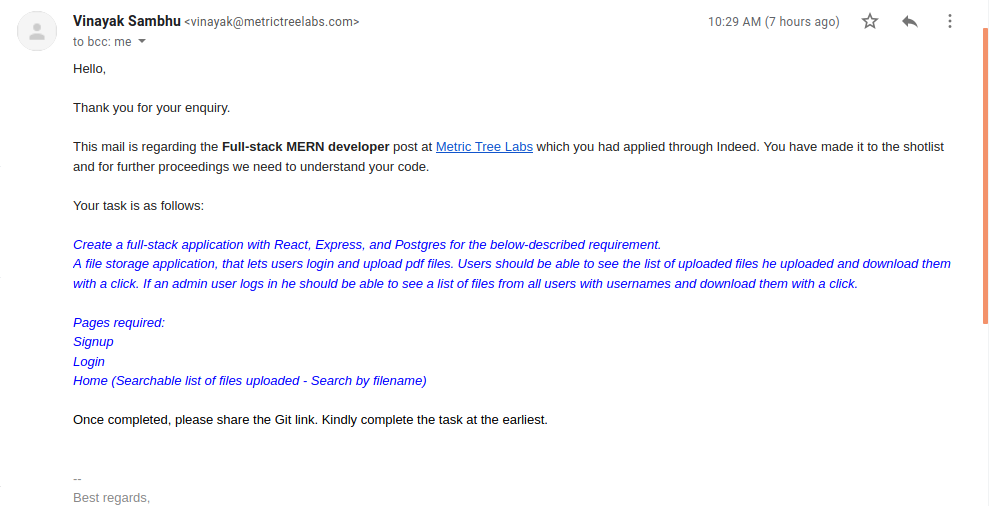 Vinayak Sambhu <vinayak@metrictreelabs.com>
10:29 AM (7 hours ago)
to bcc: me
Hello,
Thank you for your enquiry.
This mail is regarding the Full-stack MERN developer post at Metric Tree Labs which you had applied through Indeed. You have made it to the shotlist
and for further proceedings we need to understand your code.
Your task is as follows:
Create a full-stack application with React, Express, and Postgres for the below-described requirement.
A file storage application, that lets users login and upload pdf files. Users should be able to see the list of uploaded files he uploaded and download them
with a click. If an admin user logs in he should be able to see a list of files from all users with usernames and download them with a click.
Pages required:
Signup
Login
Home (Searchable list of files uploaded - Search by filename)
Once completed, please share the Git link. Kindly complete the task at the earliest.
--
Best regards,